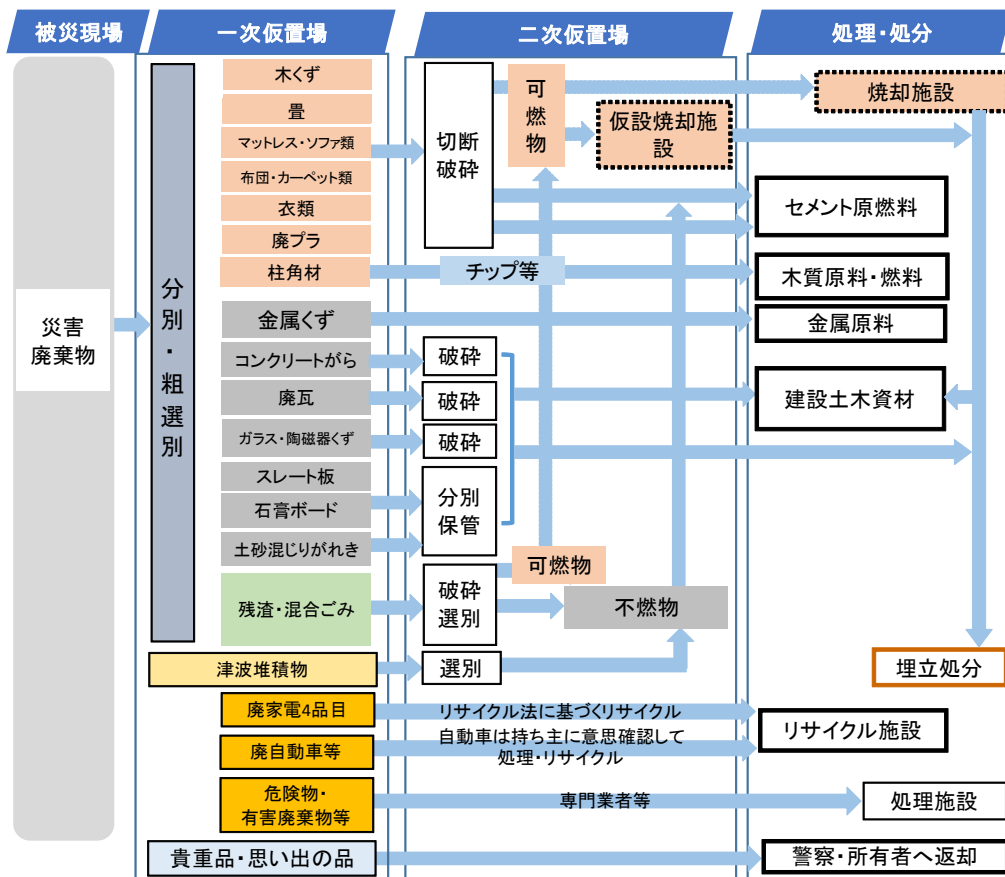 被災現場
一次仮置場
二次仮置場
処理・処分
災害
廃棄物
分別・粗選別
木くず
畳
マットレス・ソファ類
布団・カーペット類
衣類
廃プラ
柱角材
金属くず
コンクリートがら
廃瓦
ガラス・陶磁器くず
スレート板
石膏ボード
土砂混じりがれき
残渣・混合ごみ
津波堆積物
廃家電4品目
廃自動車等
危険物・
有害廃棄物等
貴重品・思い出の品
切断
破砕
可燃物
仮設焼却施
設
チップ等
破砕
破砕
破砕
分別
保管
可燃物
破砕
選別
不燃物
選別
リサイクル法に基づくリサイクル
自動車は持ち主に意思確認して
処理・リサイクル
専門業者等
焼却施設
セメント原燃料
木質原料・燃料
金属原料
建設土木資材
埋立処分
リサイクル施設
処理施設
警察・所有者へ返却